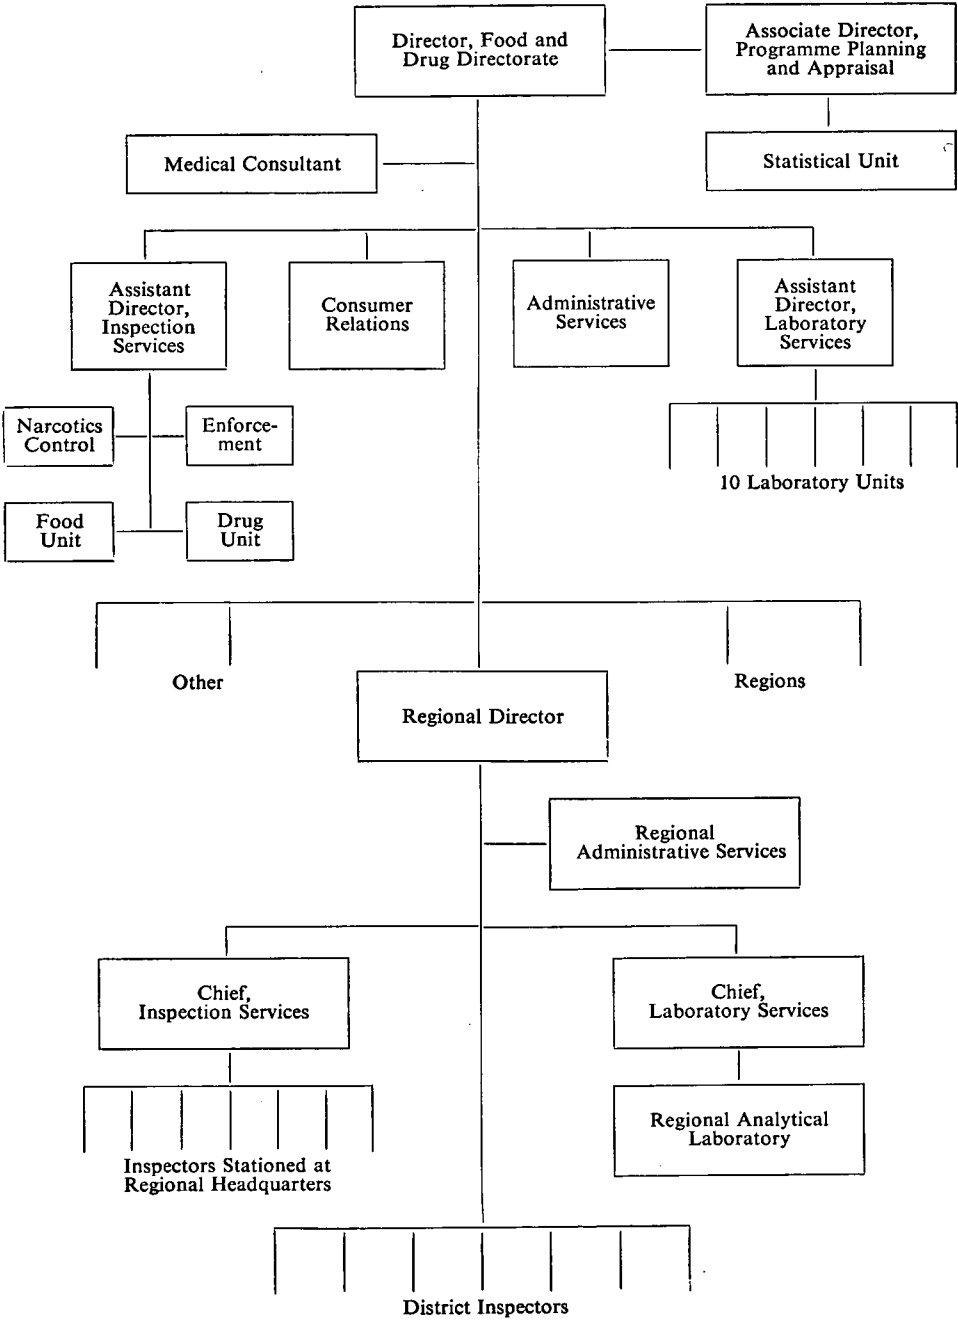 Director, Food and
Drug Directorate
Associate Director,
Programme Planning
and Appraisal
Medical Consultant
Statistical Unit
Assistant
Director,
Inspection
Services
Consumer
Relations
Administrative
Services
Assistant
Director,
Laboratory
Services
Narcotics
Control
Enforce-
ment
10 Laboratory Units
Food
Unit
Drug
Unit
Other
Regions
Regional Director
Regional
Administrative Services
Chief,
Inspection Services
Chief,
Laboratory Services
Regional Analytical
Laboratory
Inspectors Stationed at
Regional Headquarters
District Inspectors